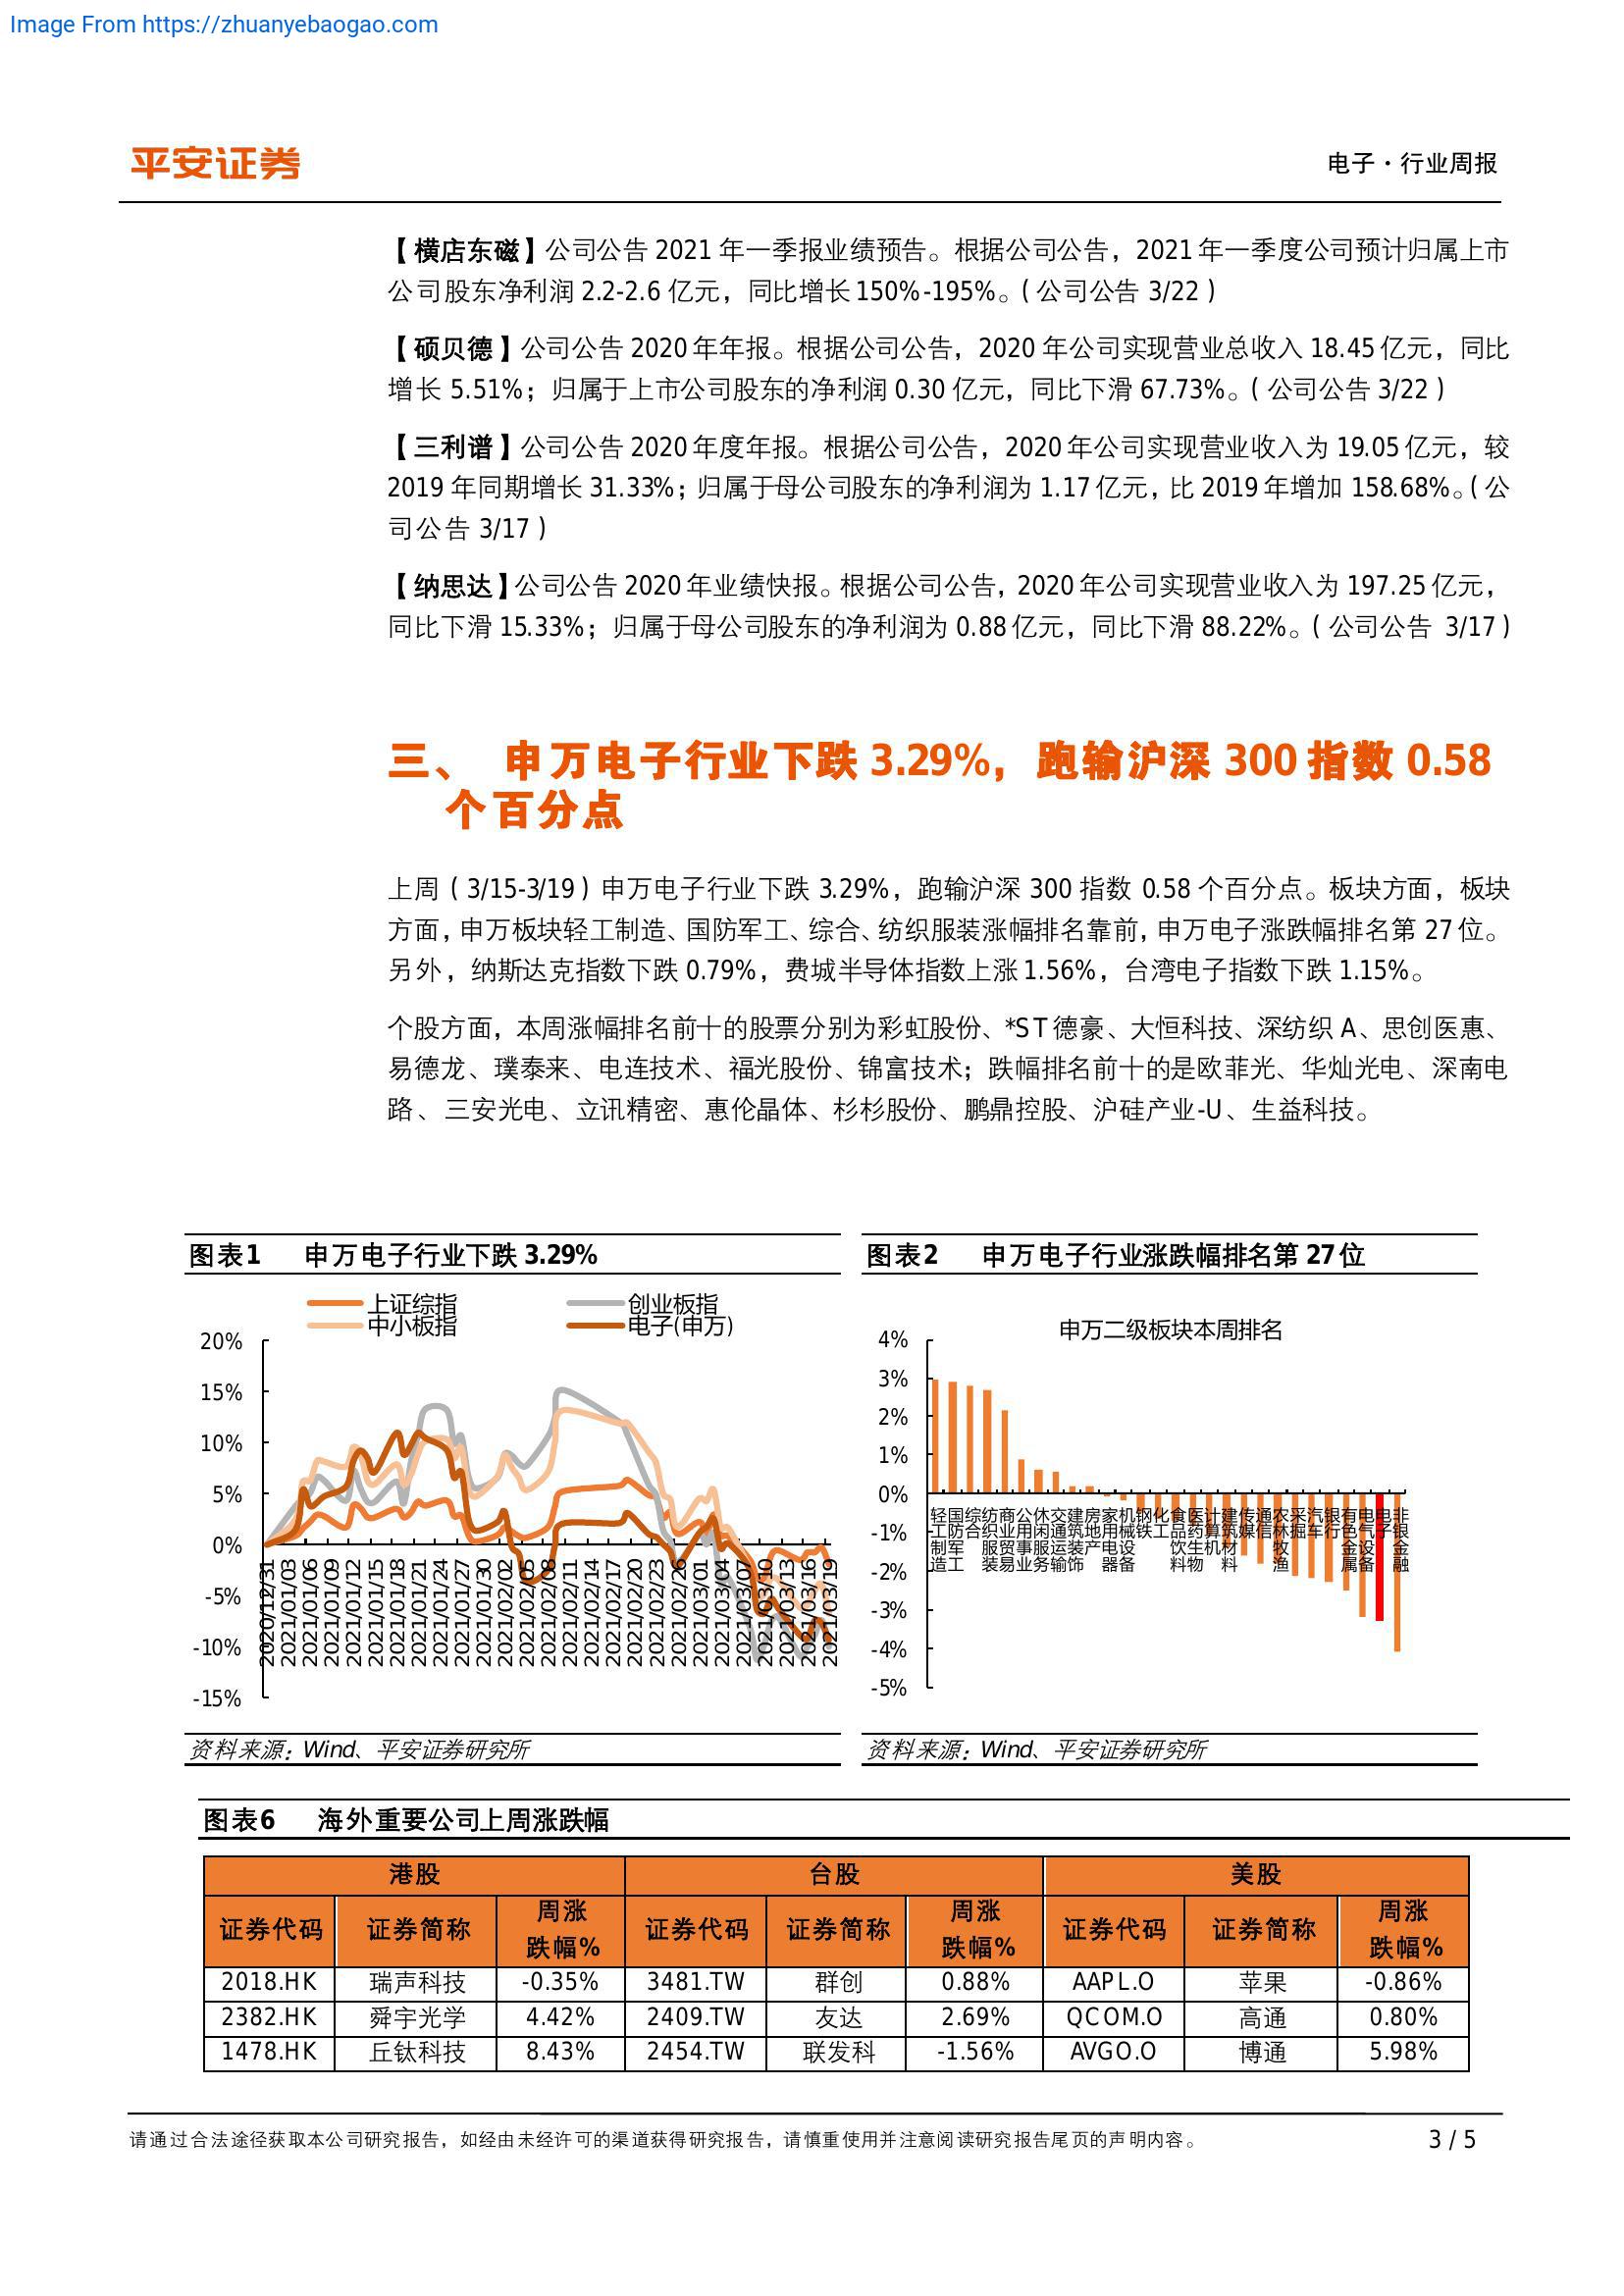 Image From https://zhuanyebaogao.com
平安证券
电子·行业周报
【横店东磁】公司公告 2021 年一季报业绩预告。根据公司公告，2021 年一季度公司预计归属上市
公司股东净利润 2.2-2.6 亿元，同比增长 150%-195%。（公司公告 3/22）
【硕贝德】公司公告 2020 年年报。根据公司公告，2020 年公司实现营业总收入 18.45 亿元，同比
增长 5.51%；归属于上市公司股东的净利润 0.30 亿元，同比下滑 67.73%。（公司公告 3/22）
【三利谱】公司公告 2020 年度年报。根据公司公告，2020 年公司实现营业收入为 19.05 亿元，较
2019 年同期增长 31.33%；归属于母公司股东的净利润为 1.17 亿元，比 2019 年增加 158.68%。（公
司公告 3/17）
【纳思达】公司公告 2020 年业绩快报。根据公司公告，2020 年公司实现营业收入为 197.25 亿元，
同比下滑 15.33%；归属于母公司股东的净利润为 0.88 亿元，同比下滑 88.22%。（公司公告 3/17）
三、 申万电子行业下跌 3.29%，跑输沪深 300 指数 0.58
个百分点
上周（3/15-3/19）申万电子行业下跌 3.29%，跑输沪深 300 指数 0.58 个百分点。板块方面，板块
方面，申万板块轻工制造、国防军工、综合、纺织服装涨幅排名靠前，申万电子涨跌幅排名第 27 位。
另外，纳斯达克指数下跌 0.79%，费城半导体指数上涨 1.56%，台湾电子指数下跌 1.15%。
个股方面，本周涨幅排名前十的股票分别为彩虹股份、*ST 德豪、大恒科技、深纺织 A、思创医惠、
易德龙、璞泰来、电连技术、福光股份、锦富技术；跌幅排名前十的是欧菲光、华灿光电、深南电
路、三安光电、立讯精密、惠伦晶体、杉杉股份、鹏鼎控股、沪硅产业-U、生益科技。
图表1 申万电子行业下跌 3.29%
上证综指 创业板指
中小板指 电子(申万)
20%
15%
10%
5%
0%
-5%
-10%
-15%
2020/12/31
2021/01/03
2021/01/06
2021/01/09
2021/01/12
2021/01/15
2021/01/18
2021/01/21
2021/01/24
2021/01/27
2021/01/30
2021/02/02
2021/02/05
2021/02/08
2021/02/11
2021/02/14
2021/02/17
2021/02/20
2021/02/23
2021/02/26
2021/03/01
2021/03/04
2021/03/07
2021/03/10
2021/03/13
2021/03/16
2021/03/19
资料来源：Wind、平安证券研究所
图表2 申万电子行业涨跌幅排名第 27 位
申万二级板块本周排名
4%
3%
2%
1%
0%
-1%
-2%
-3%
-4%
-5%
轻工制造
国防军工
综合
纺织服装
商业贸易
公用事业
休闲服务
交通运输
建筑装饰
房地产
家用电器
机械设备
钢铁
化工
食品饮料
医药生物
计算机
建筑材料
传媒
通信
农林牧渔
采掘
汽车
银行
有色金属
电气设备
电子
非银金融
资料来源：Wind、平安证券研究所
图表6 海外重要公司上周涨跌幅
港股 台股 美股
证券代码 证券简称 周涨跌幅% 证券代码 证券简称 周涨跌幅% 证券代码 证券简称 周涨跌幅%
2018.HK 瑞声科技 -0.35% 3481.TW 群创 0.88% AAPL.O 苹果 -0.86%
2382.HK 舜宇光学 4.42% 2409.TW 友达 2.69% QCOM.O 高通 0.80%
1478.HK 丘钛科技 8.43% 2454.TW 联发科 -1.56% AVGO.O 博通 5.98%
请通过合法途径获取本公司研究报告，如经由未经许可的渠道获得研究报告，请慎重使用并注意阅读研究报告尾页的声明内容。
3 / 5